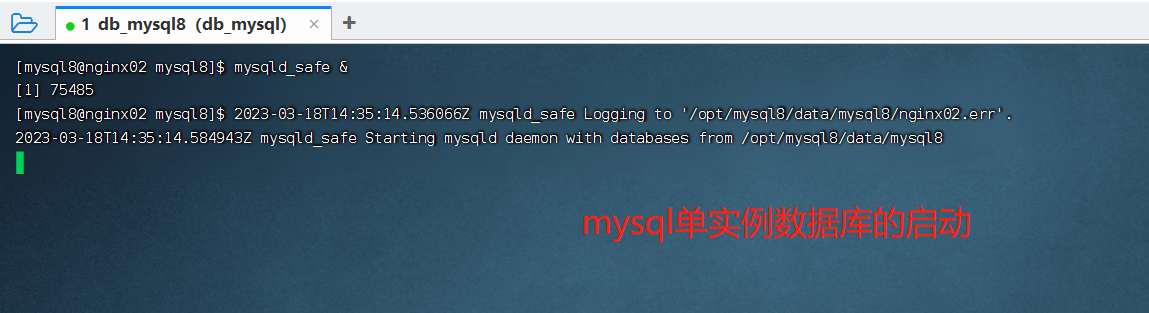 1 db_mysql8（db_mysql） × +
[mysql8@nginx02 mysql8]$ mysqld_safe &
[1] 75485
[mysql8@nginx02 mysql8]$ 2023-03-18T14:35:14.536066Z mysqld_safe Logging to '/opt/mysql8/data/mysql8/nginx02.err'.
2023-03-18T14:35:14.584943Z mysqld_safe Starting mysqld daemon with databases from /opt/mysql8/data/mysql8
mysql单实例数据库的启动